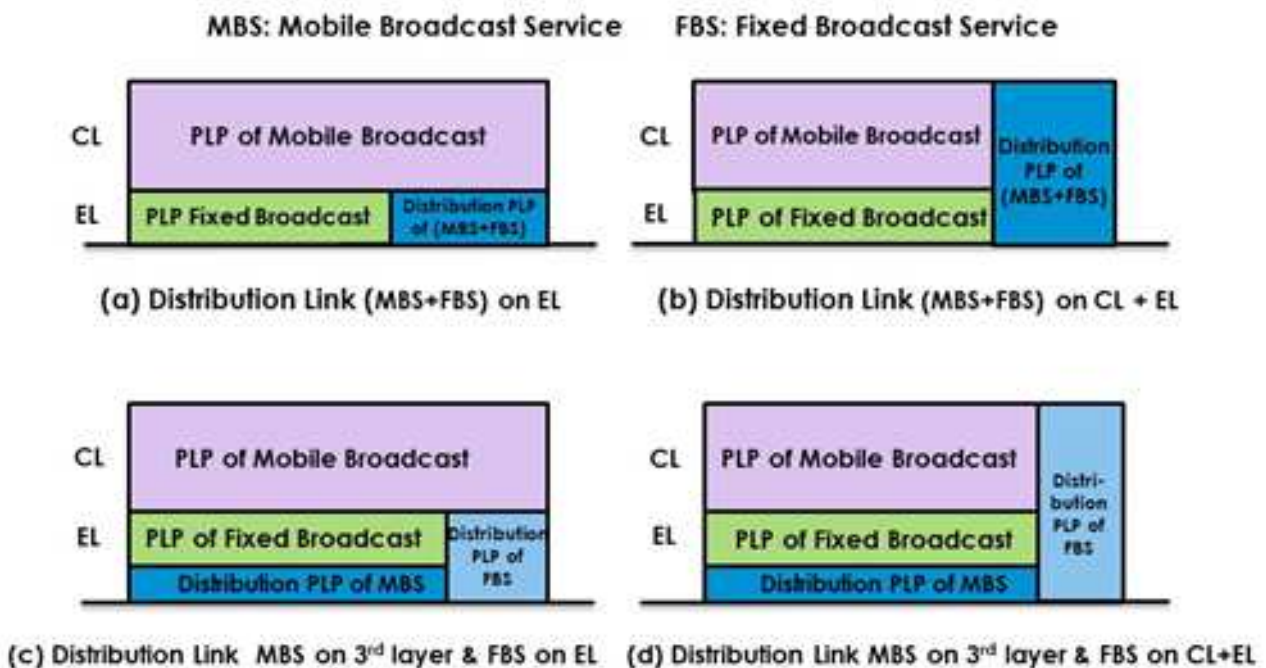 MBS: Mobile Broadcast Service FBS: Fixed Broadcast Service
CL
PLP of Mobile Broadcast
EL
PLP Fixed Broadcast
Distribution PLP
of (MBS+FBS)
(a) Distribution Link (MBS+FBS) on EL
CL
PLP of Mobile Broadcast
EL
PLP of Fixed Broadcast
Distribution
PLP of
(MBS+FBS)
(b) Distribution Link (MBS+FBS) on CL + EL
CL
PLP of Mobile Broadcast
EL
PLP of Fixed Broadcast
Distribution PLP of MBS
Distribution
PLP of
FBS
(c) Distribution Link MBS on 3rd layer & FBS on EL
CL
PLP of Mobile Broadcast
EL
PLP of Fixed Broadcast
Distribution PLP of MBS
Distri-
bution
PLP of
FBS
(d) Distribution Link MBS on 3rd layer & FBS on CL+EL